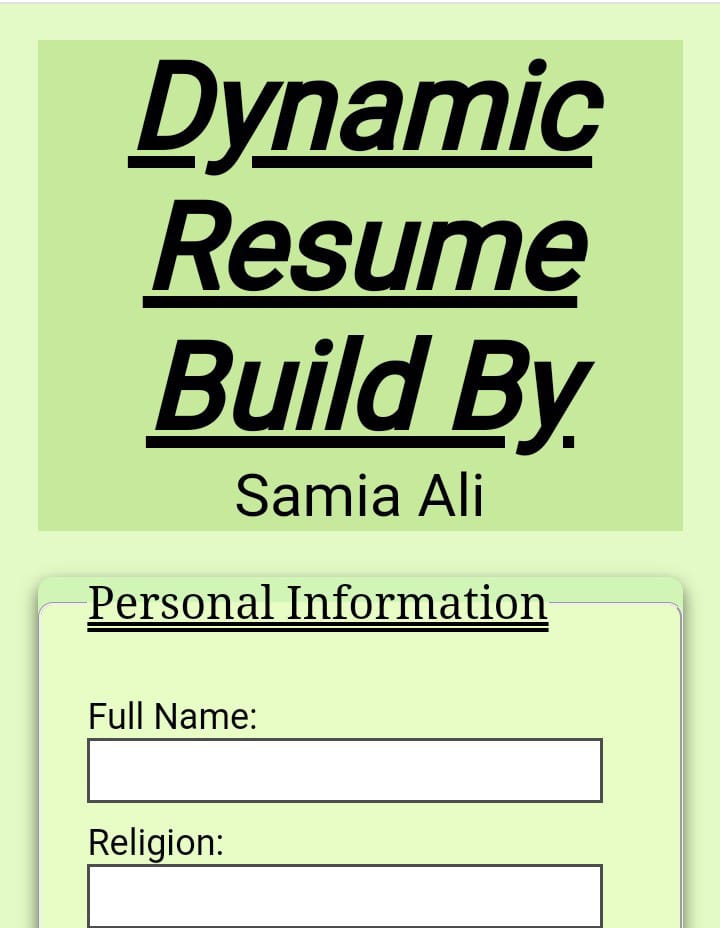 Dynamic
Resume
Build By
Samia Ali
Personal Information
Full Name:
Religion: